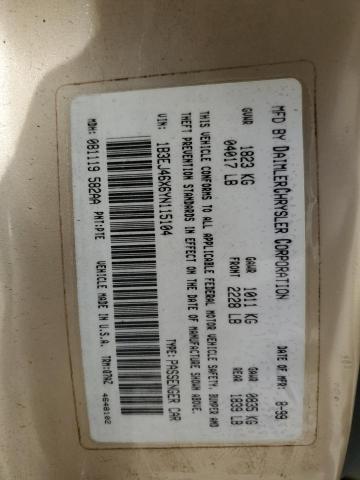 MFD BY DAIMLERCHRYSLER CORPORATION
DATE OF MFR: 8-99
GVWR
GAWR FRONT
GAWR REAR
1823 KG
1011 KG
0835 KG
04017 LB
2228 LB
1839 LB
THIS VEHICLE CONFORMS TO ALL APPLICABLE FEDERAL MOTOR VEHICLE SAFETY, BUMPER AND
THEFT PREVENTION STANDARDS IN EFFECT ON THE DATE OF MANUFACTURE SHOWN ABOVE.
VIN: 1B3EJ46X6YN115104
TYPE: PASSENGER CAR
MDH: 081119 582AA
PNT: PTE
VEHICLE MADE IN U.S.A.
TRM: 07AZ
4648102